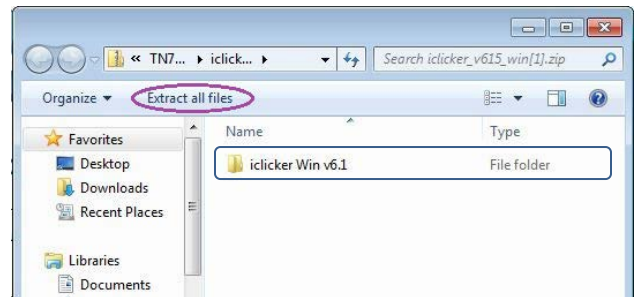 « TN7... ▸ iclick... ▸
Search iclicker_v615_win[1].zip
Organize ▾ Extract all files
Favorites
Desktop
Downloads
Recent Places
Libraries
Documents
Name Type
iclicker Win v6.1 File folder